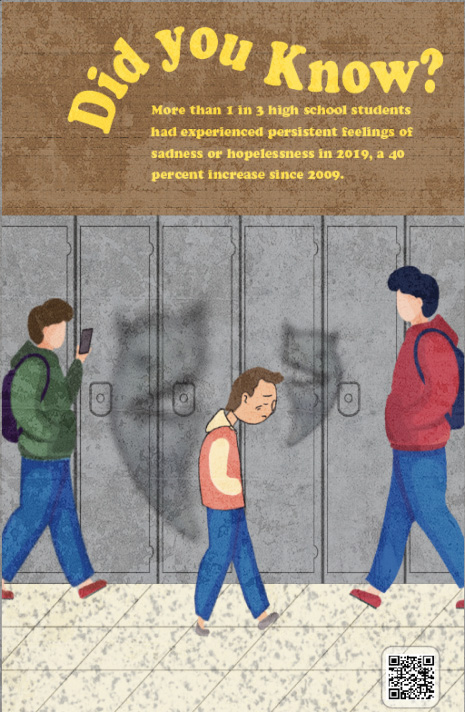 Did you Know?
More than 1 in 3 high school students
had experienced persistent feelings of
sadness or hopelessness in 2019, a 40
percent increase since 2009.